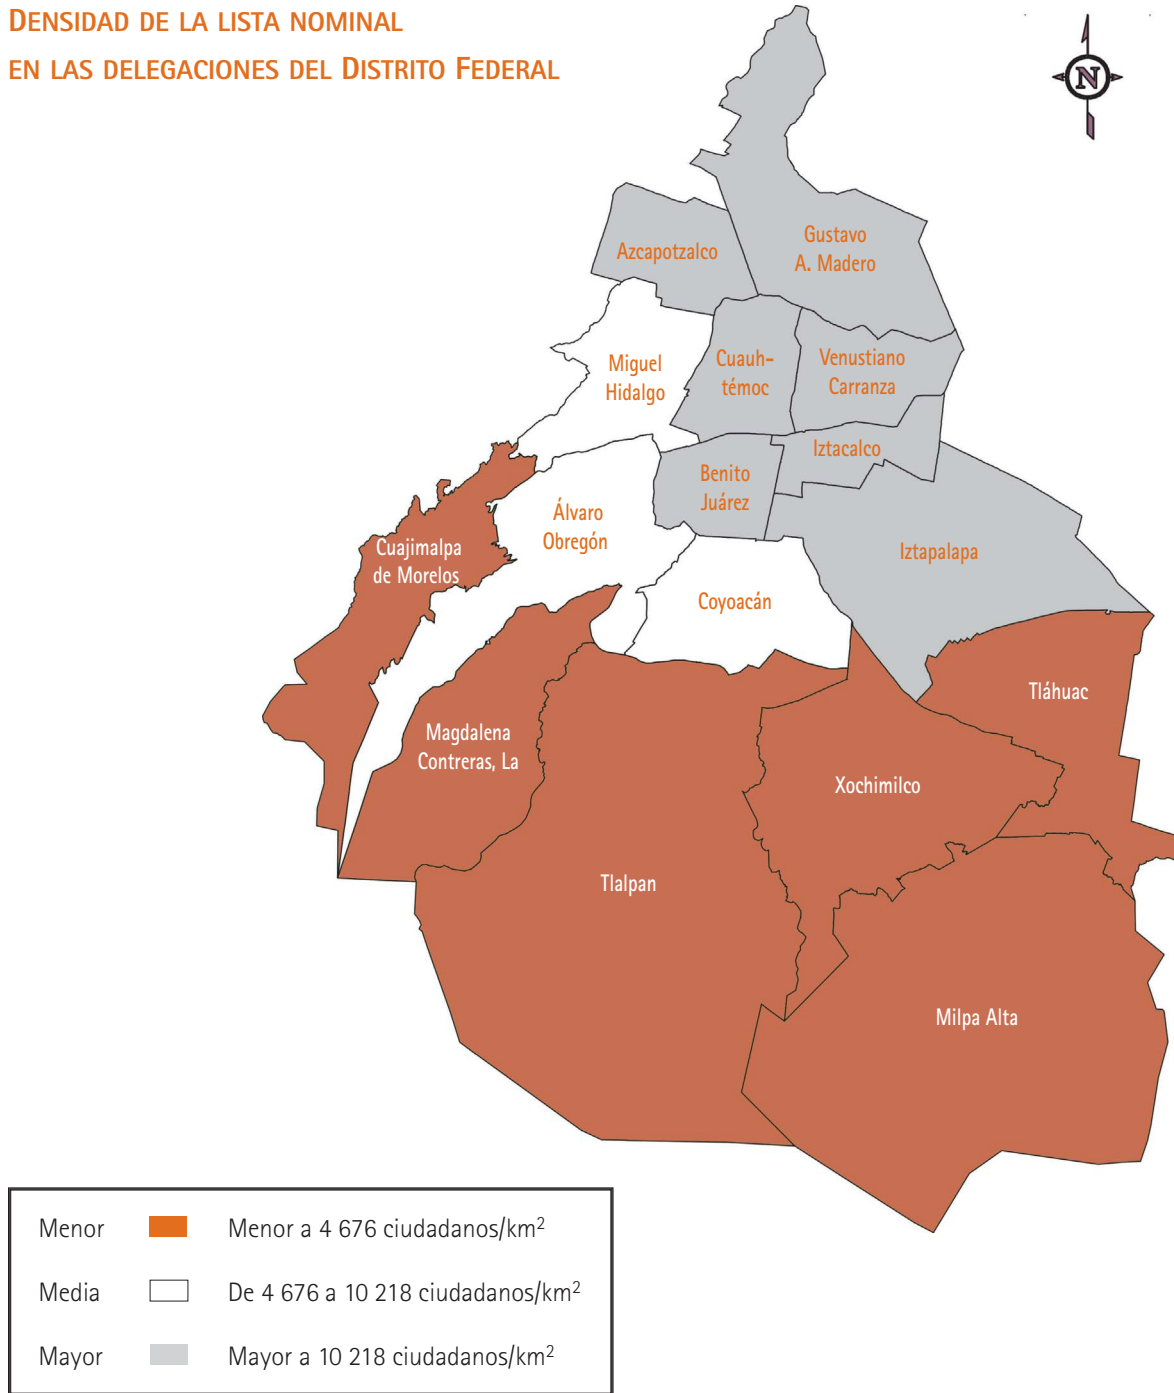 DENSIDAD DE LA LISTA NOMINAL
EN LAS DELEGACIONES DEL DISTRITO FEDERAL
N
Gustavo
A. Madero
Azcapotzalco
Miguel
Hidalgo
Cuauh-
témoc
Venustiano
Carranza
Iztacalco
Benito
Juárez
Álvaro
Obregón
Cuajimalpa
de Morelos
Iztapalapa
Coyoacán
Tláhuac
Magdalena
Contreras, La
Xochimilco
Tlalpan
Milpa Alta
Menor Menor a 4 676 ciudadanos/km²
Media De 4 676 a 10 218 ciudadanos/km²
Mayor Mayor a 10 218 ciudadanos/km²